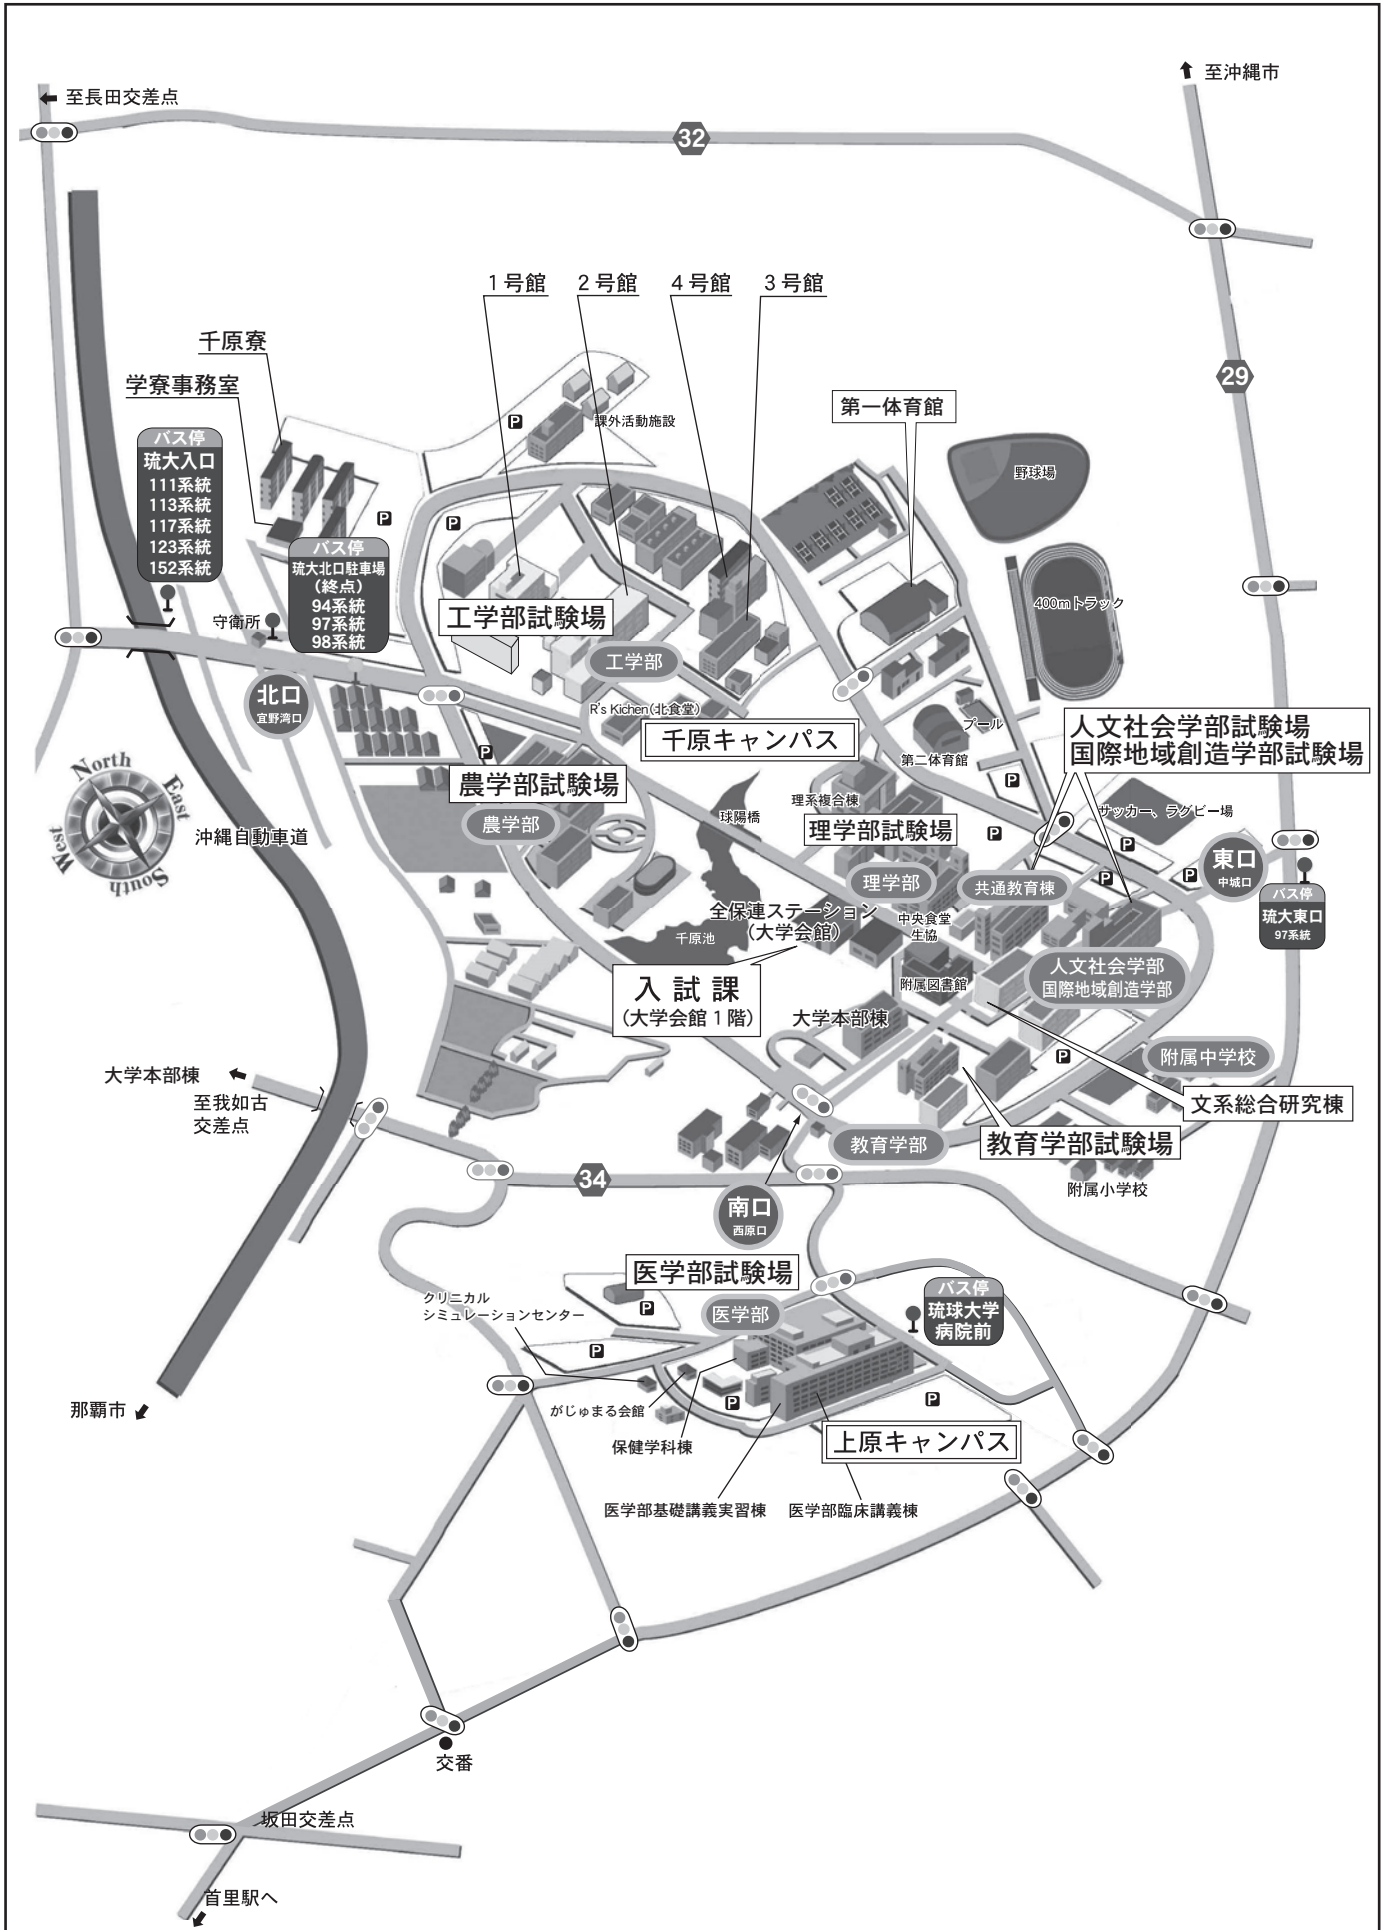 至沖縄市
至長田交差点
32
29
1号館
2号館
4号館
3号館
千原寮
学寮事務室
第一体育館
P
課外活動施設
バス停
琉大入口
111系統
113系統
117系統
123系統
152系統
野球場
P
P
バス停
琉大北口駐車場
(終点)
94系統
97系統
98系統
400mトラック
工学部試験場
守衛所
工学部
北口
宜野湾口
R's Kichen(北食堂)
千原キャンパス
プール
人文社会学部試験場
国際地域創造学部試験場
P
第二体育館
North
East
South
West
農学部試験場
P
理系複合棟
球陽橋
サッカー、ラグビー場
農学部
理学部試験場
P
P
沖縄自動車道
東口
中城口
理学部
共通教育棟
P
P
バス停
琉大東口
97系統
全保連ステーション
(大学会館)
中央食堂
生協
千原池
人文社会学部
国際地域創造学部
入試課
(大学会館1階)
附属図書館
大学本部棟
P
附属中学校
大学本部棟
至我如古
交差点
文系総合研究棟
教育学部
教育学部試験場
34
附属小学校
南口
西原口
医学部試験場
クリニカル
シミュレーションセンター
P
医学部
バス停
琉球大学
病院前
P
那覇市
がじゅまる会館
P
P
保健学科棟
上原キャンパス
医学部基礎講義実習棟
医学部臨床講義棟
交番
坂田交差点
首里駅へ